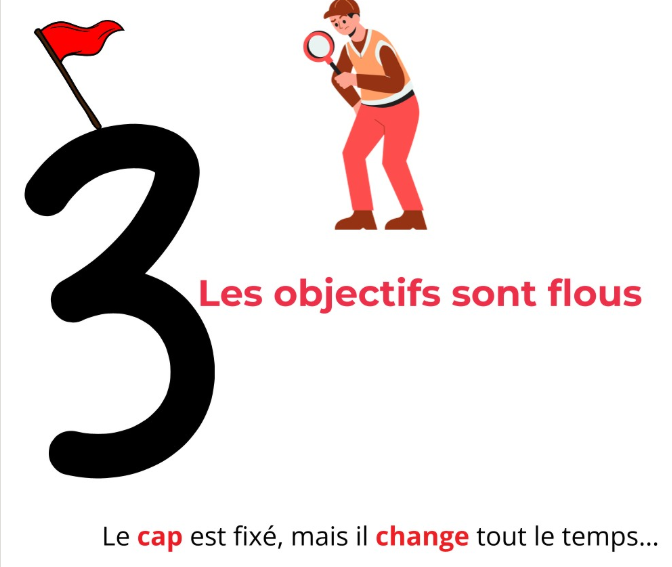 3
Les objectifs sont flous
Le cap est fixé, mais il change tout le temps...